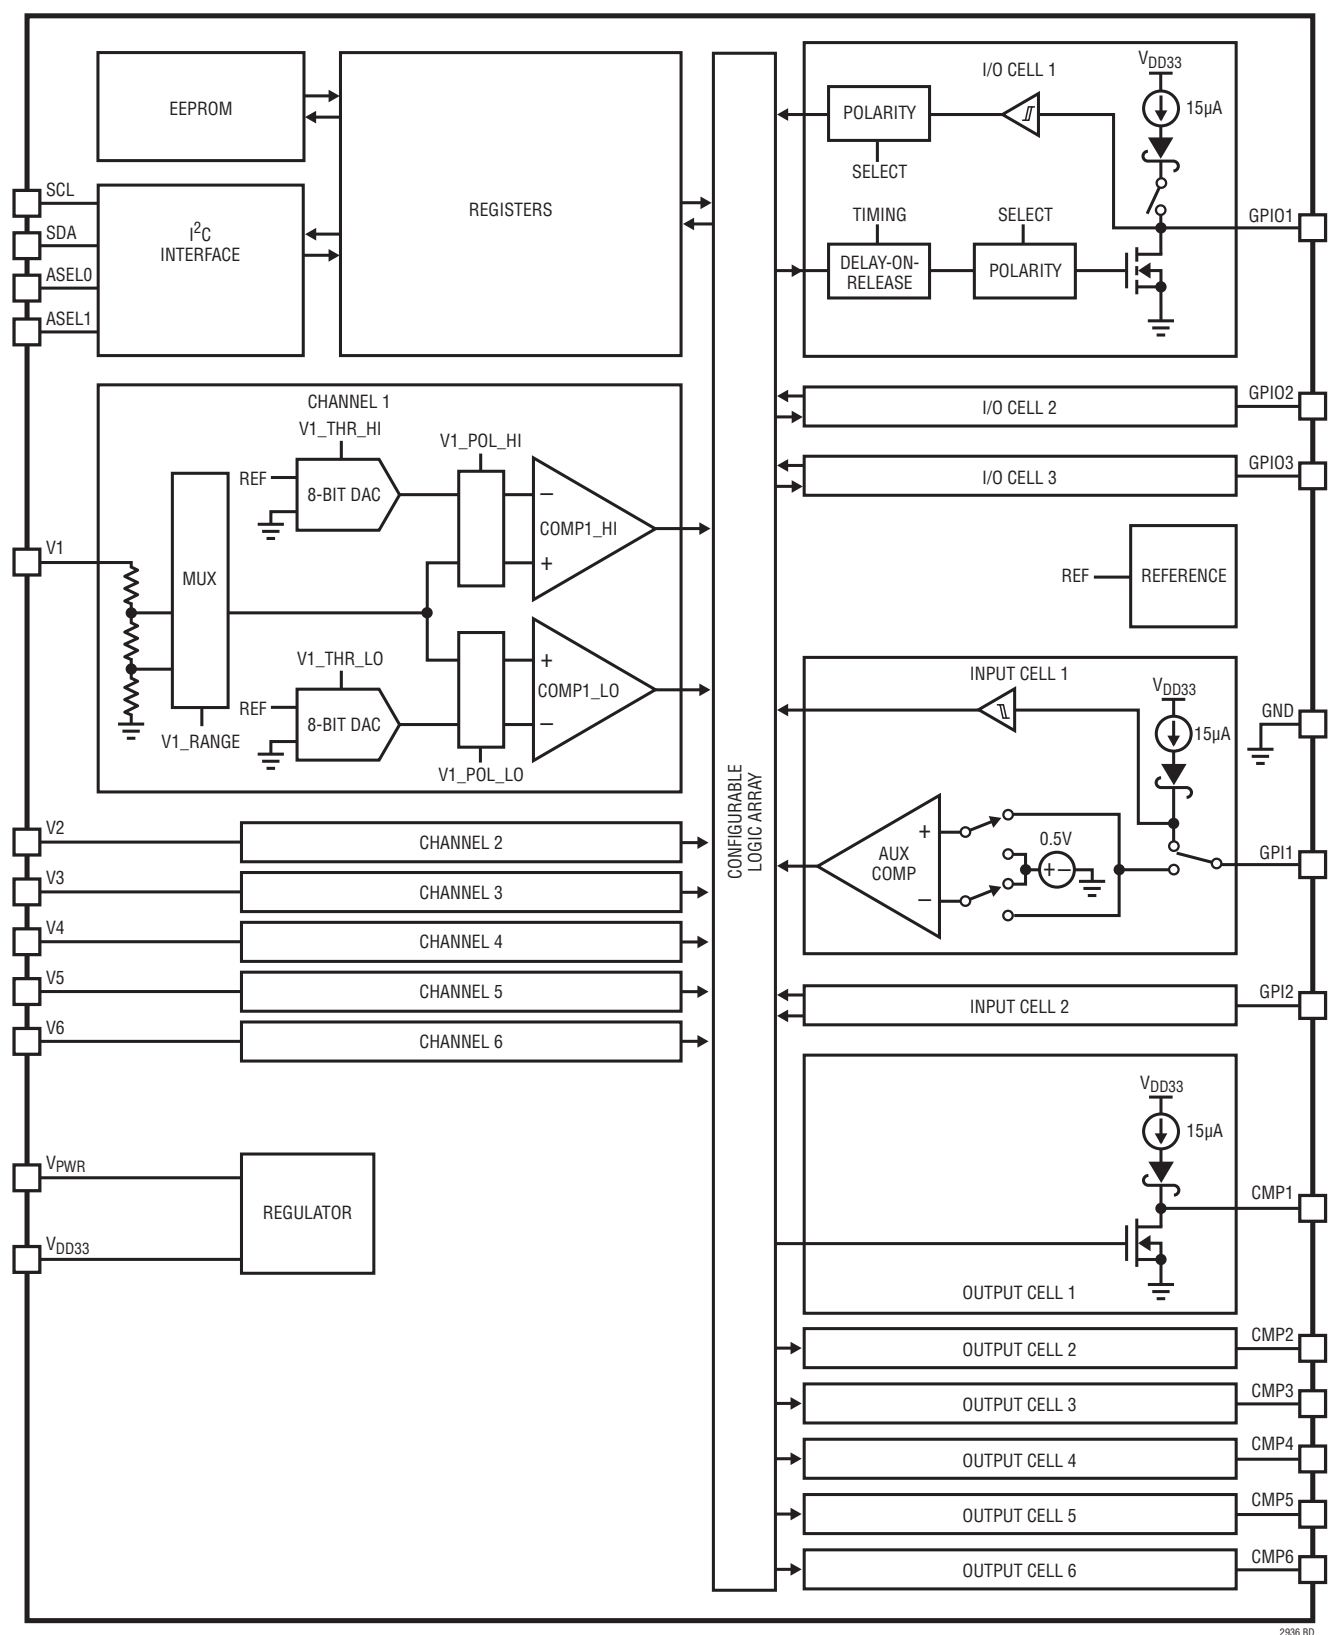 EEPROM
SCL
SDA
ASEL0
ASEL1
I2C
INTERFACE
REGISTERS
I/O CELL 1
VDD33
15µA
POLARITY
SELECT
TIMING
SELECT
DELAY-ON-
RELEASE
POLARITY
GPIO1
I/O CELL 2
GPIO2
I/O CELL 3
GPIO3
CHANNEL 1
V1_THR_HI
REF
8-BIT DAC
V1_POL_HI
–
COMP1_HI
+
V1
MUX
V1_RANGE
V1_THR_LO
REF
8-BIT DAC
+
COMP1_LO
–
V1_POL_LO
REF
REFERENCE
CONFIGURABLE
LOGIC ARRAY
INPUT CELL 1
VDD33
15µA
GND
+
AUX
COMP
–
0.5V
+ –
GPI1
V2
CHANNEL 2
V3
CHANNEL 3
V4
CHANNEL 4
V5
CHANNEL 5
V6
CHANNEL 6
INPUT CELL 2
GPI2
VPWR
VDD33
REGULATOR
VDD33
15µA
CMP1
OUTPUT CELL 1
OUTPUT CELL 2
CMP2
OUTPUT CELL 3
CMP3
OUTPUT CELL 4
CMP4
OUTPUT CELL 5
CMP5
OUTPUT CELL 6
CMP6
2936 BD